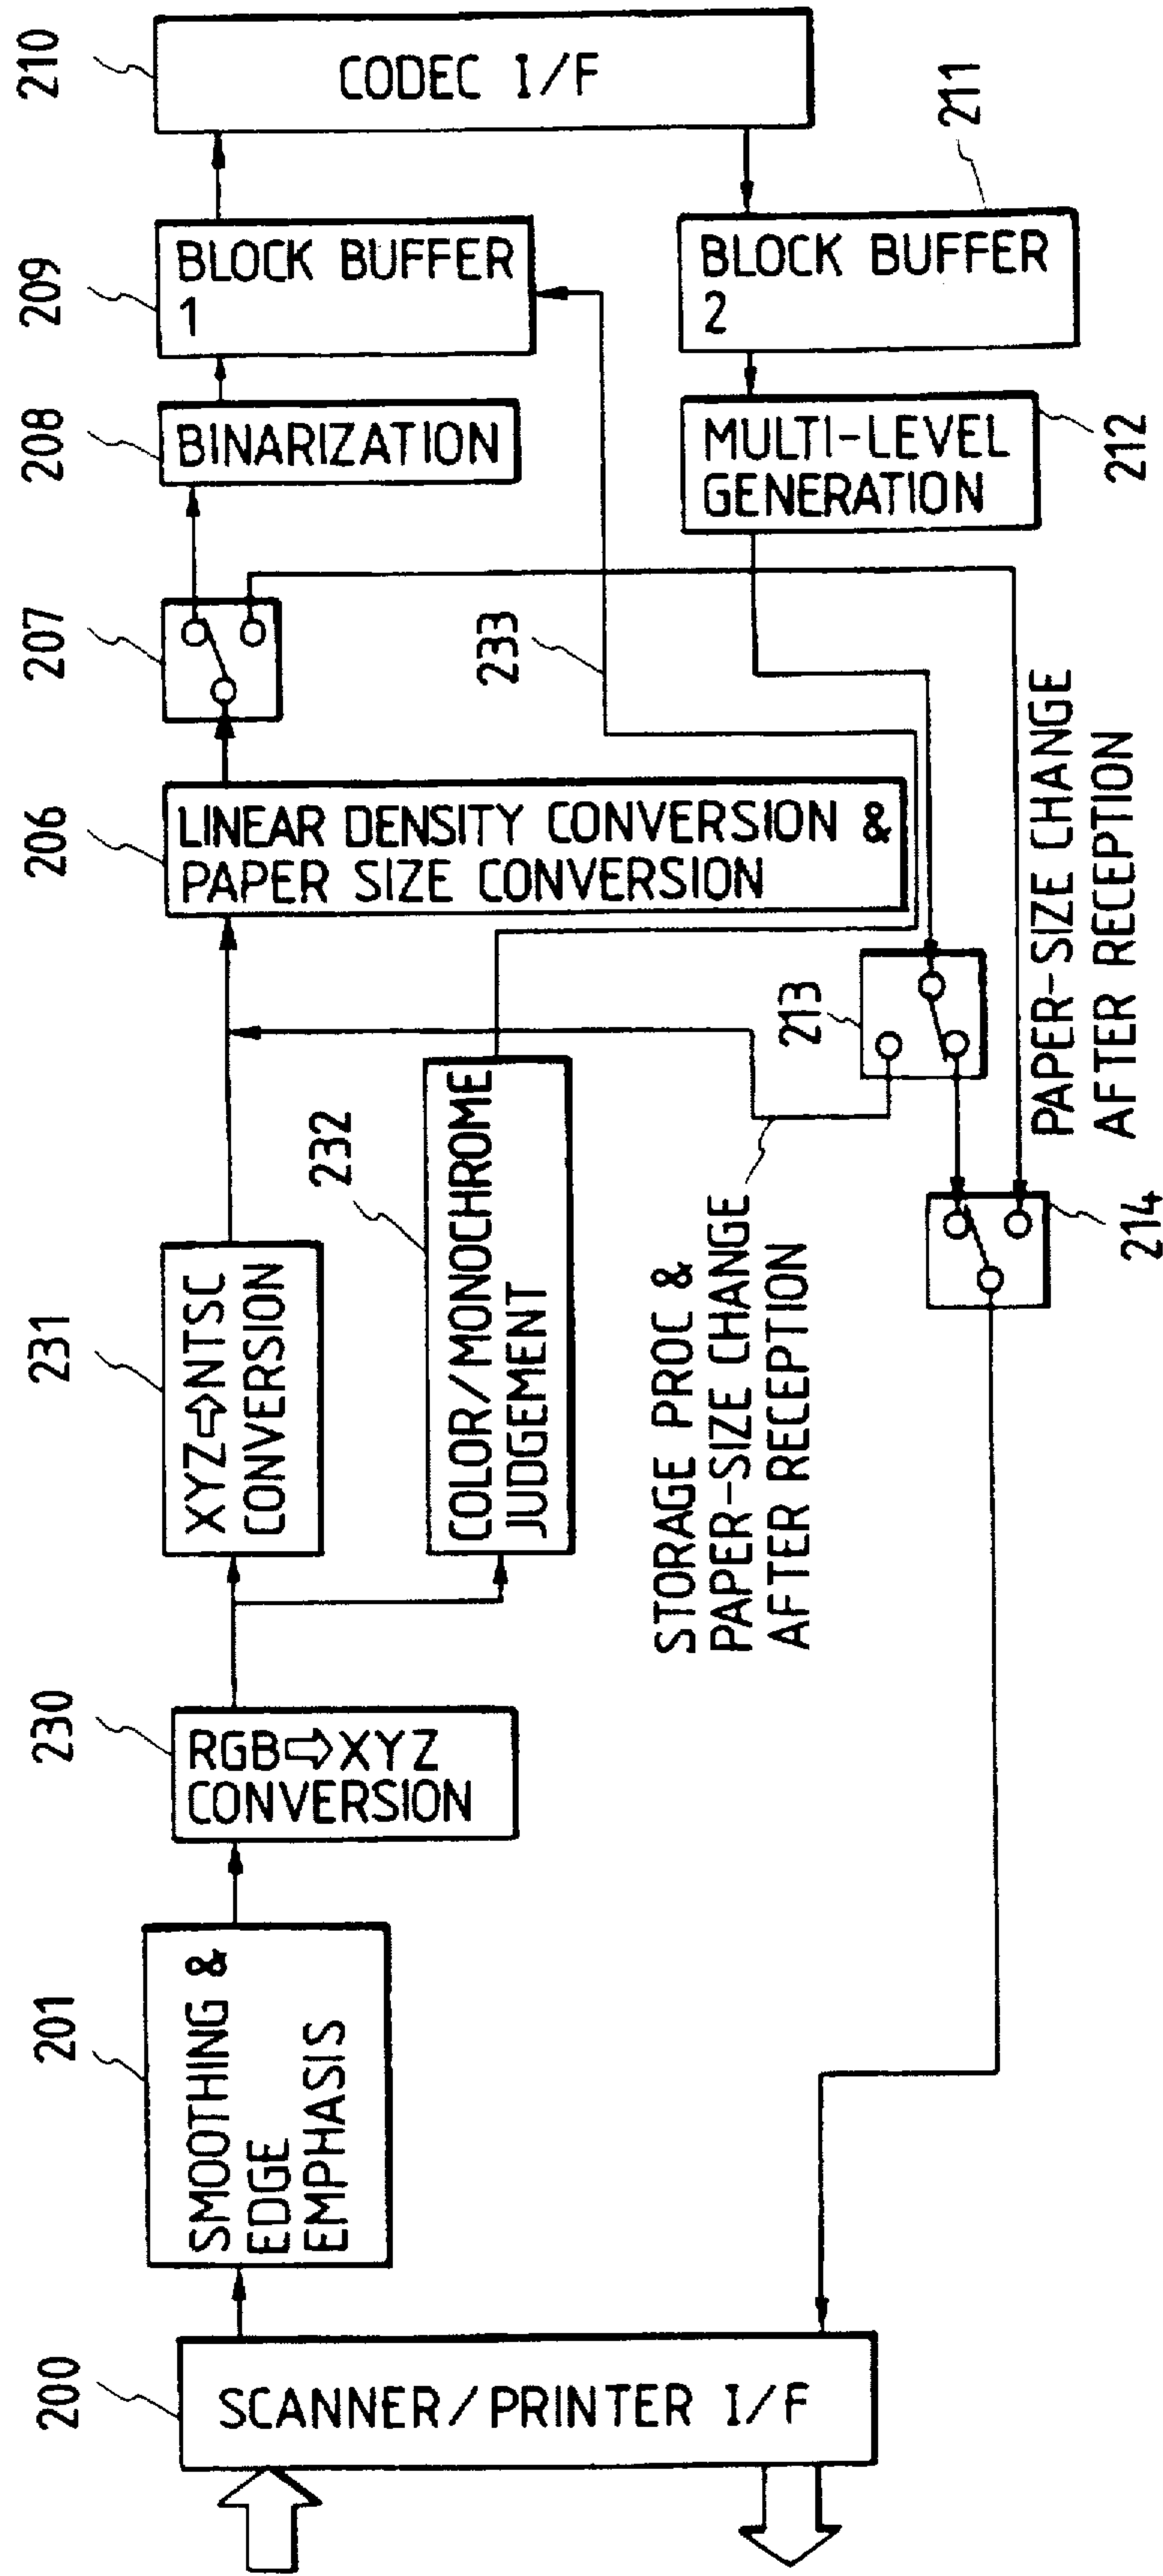 200
SCANNER/PRINTER I/F
201
SMOOTHING &
EDGE
EMPHASIS
230
RGB⇨XYZ
CONVERSION
231
XYZ⇨NTSC
CONVERSION
232
COLOR/MONOCHROME
JUDGEMENT
206
LINEAR DENSITY CONVERSION &
PAPER SIZE CONVERSION
207
208
BINARIZATION
209
BLOCK BUFFER
1
210
CODEC I/F
233
211
BLOCK BUFFER
2
212
MULTI-LEVEL
GENERATION
213
STORAGE PROC &
PAPER-SIZE CHANGE
AFTER RECEPTION
214
PAPER-SIZE CHANGE
AFTER RECEPTION